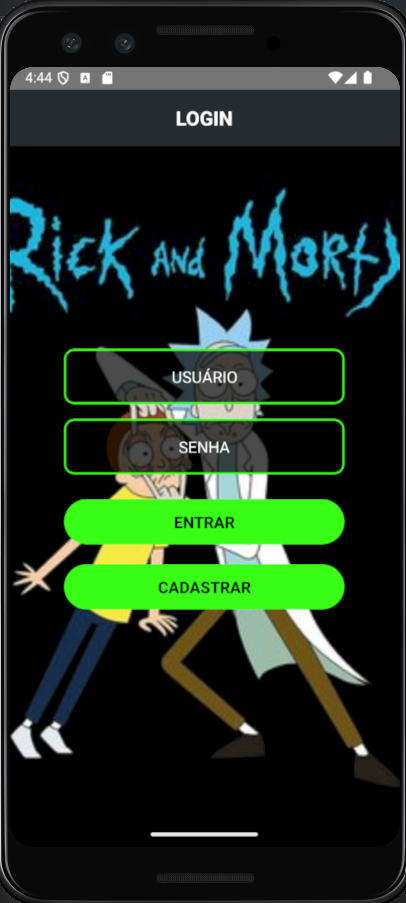 4:44
LOGIN
Rick AND MORTY
USUÁRIO
SENHA
ENTRAR
CADASTRAR